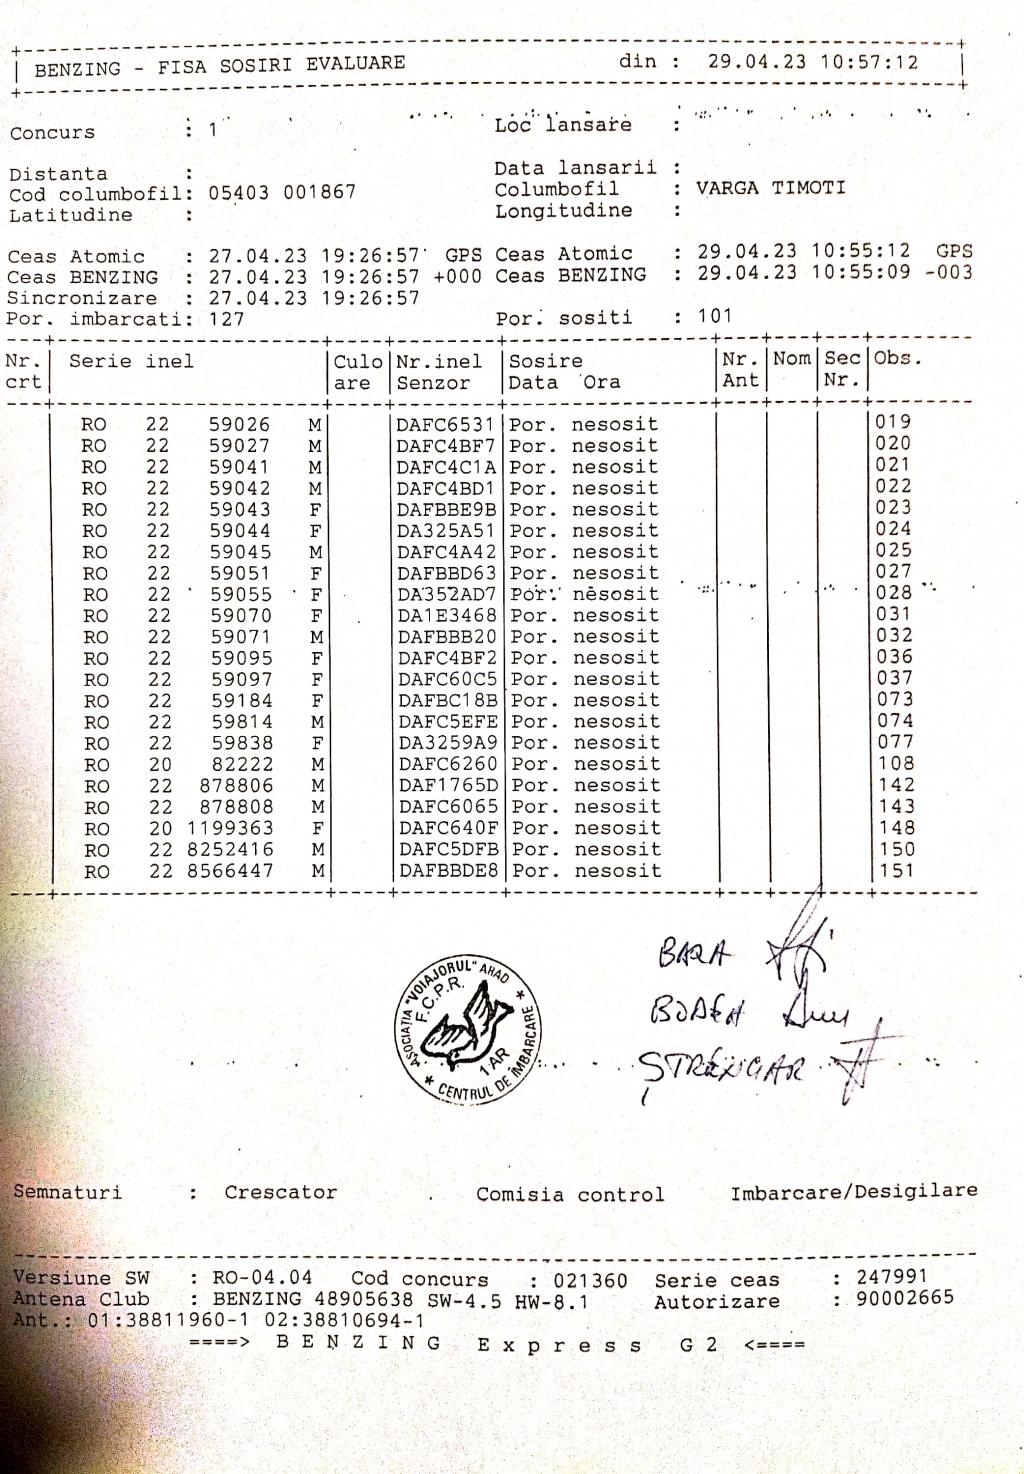 BENZING - FISA SOSIRI EVALUARE din : 29.04.23 10:57:12
Concurs : 1 Loc lansare :
Distanta : Data lansarii :
Cod columbofil: 05403 001867 Columbofil : VARGA TIMOTI
Latitudine : Longitudine :
Ceas Atomic : 27.04.23 19:26:57 GPS Ceas Atomic : 29.04.23 10:55:12 GPS
Ceas BENZING : 27.04.23 19:26:57 +000 Ceas BENZING : 29.04.23 10:55:09 -003
Sincronizare : 27.04.23 19:26:57
Por. imbarcati: 127 Por. sositi : 101
Nr. Serie inel Culo Nr.inel Sosire Nr. Nom Sec Obs.
crt are Senzor Data Ora Ant Nr.
RO 22 59026 M DAFC6531 Por. nesosit 019
RO 22 59027 M DAFC4BF7 Por. nesosit 020
RO 22 59041 M DAFC4C1A Por. nesosit 021
RO 22 59042 M DAFC4BD1 Por. nesosit 022
RO 22 59043 F DAFBBE9B Por. nesosit 023
RO 22 59044 F DA325A51 Por. nesosit 024
RO 22 59045 M DAFC4A42 Por. nesosit 025
RO 22 59051 F DAFBBD63 Por. nesosit 027
RO 22 59055 F DA352AD7 Por. nesosit 028
RO 22 59070 F DA1E3468 Por. nesosit 031
RO 22 59071 M DAFBBB20 Por. nesosit 032
RO 22 59095 F DAFC4BF2 Por. nesosit 036
RO 22 59097 F DAFC60C5 Por. nesosit 037
RO 22 59184 F DAFBC18B Por. nesosit 073
RO 22 59814 M DAFC5EFE Por. nesosit 074
RO 22 59838 F DA3259A9 Por. nesosit 077
RO 20 82222 M DAFC6260 Por. nesosit 108
RO 22 878806 M DAF1765D Por. nesosit 142
RO 22 878808 M DAFC6065 Por. nesosit 143
RO 20 1199363 F DAFC640F Por. nesosit 148
RO 22 8252416 M DAFC5DFB Por. nesosit 150
RO 22 8566447 M DAFBBDE8 Por. nesosit 151
BARA
ASOCIAȚIA "VOIAJORUL" ARAD
F.C.P.R.
1 AR
* CENTRUL DE ÎMBARCARE *
Semnaturi : Crescator Comisia control Imbarcare/Desigilare
Versiune SW : RO-04.04 Cod concurs : 021360 Serie ceas : 247991
Antena Club : BENZING 48905638 SW-4.5 HW-8.1 Autorizare : 90002665
Ant.: 01:38811960-1 02:38810694-1
====> B E N Z I N G E x p r e s s G 2 <====